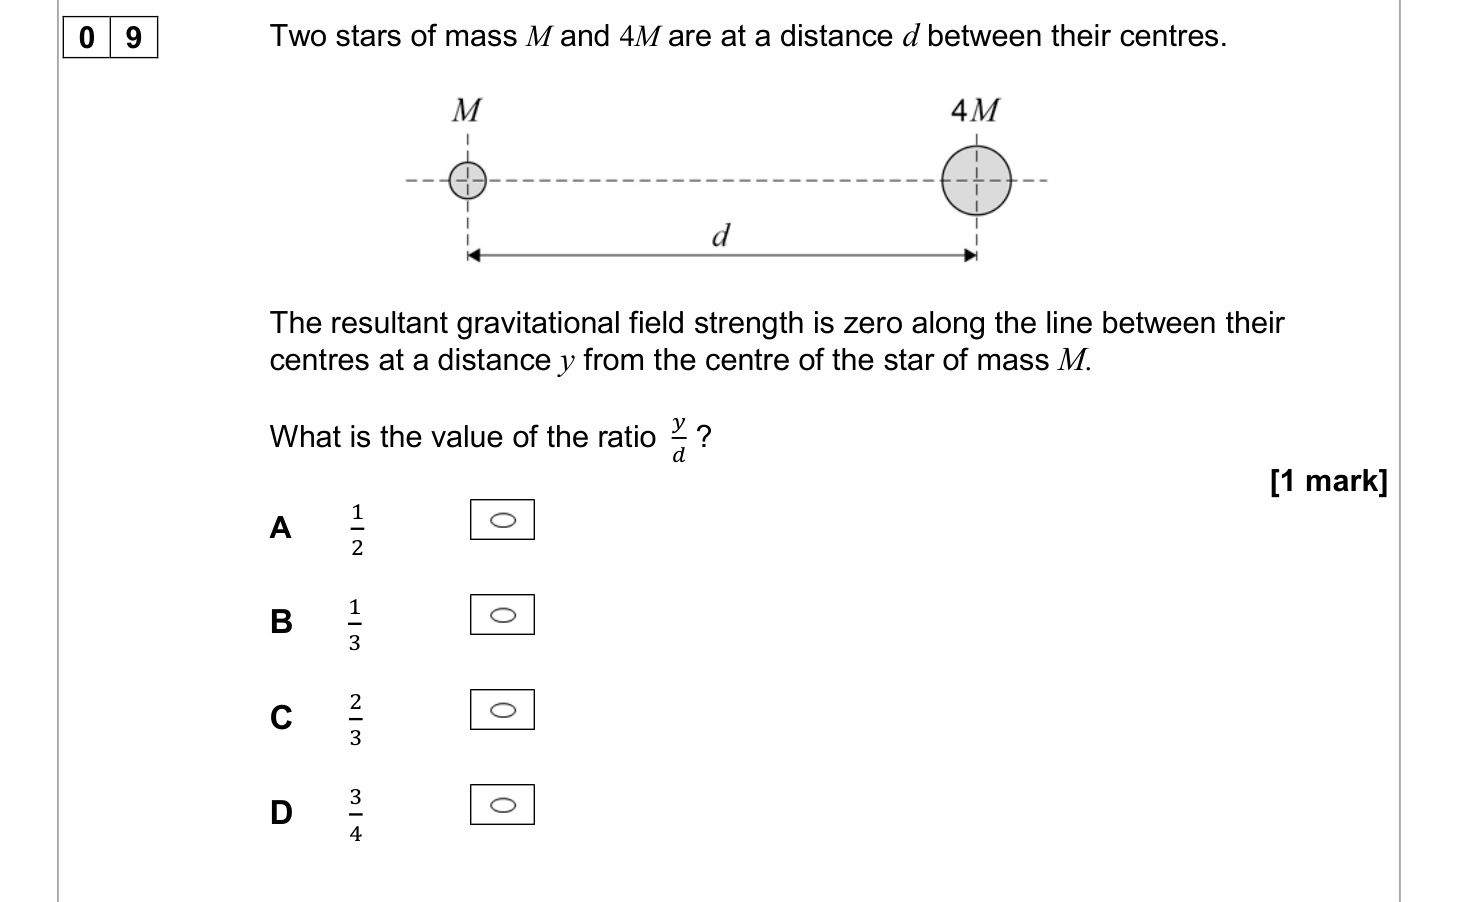 0 9
Two stars of mass M and 4M are at a distance d between their centres.
M
4M
d
The resultant gravitational field strength is zero along the line between their
centres at a distance y from the centre of the star of mass M.
What is the value of the ratio y/d ?
[1 mark]
A 1/2
B 1/3
C 2/3
D 3/4